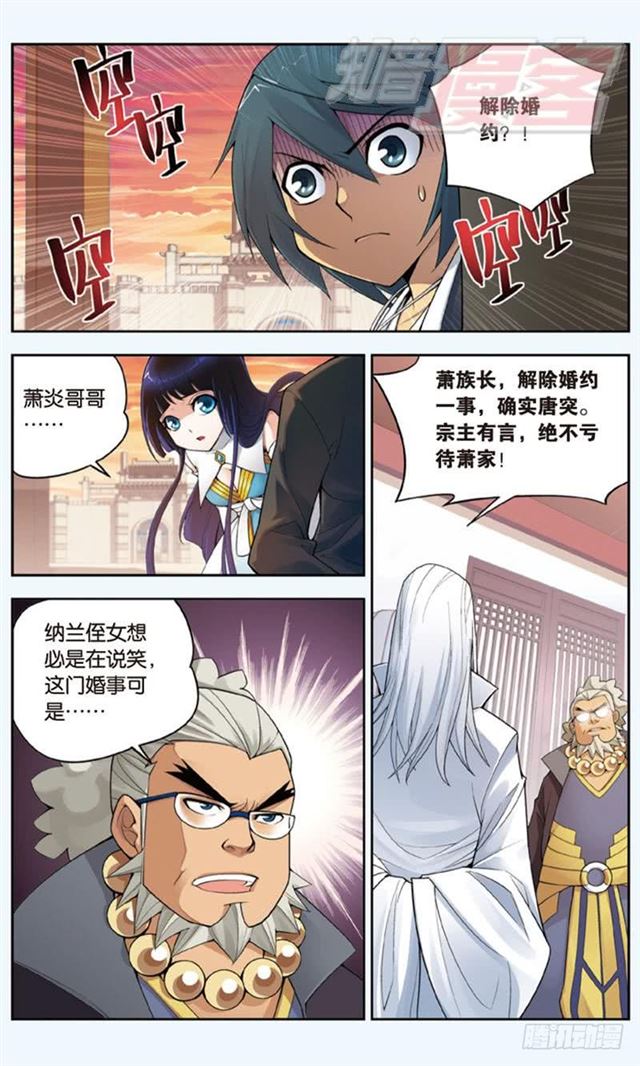 知音漫客
解除婚
约？！
空
空
空
空
空
萧炎哥哥
……
萧族长，解除婚约
一事，确实唐突。
宗主有言，绝不亏
待萧家！
纳兰侄女想
必是在说笑，
这门婚事可
是……
腾讯动漫